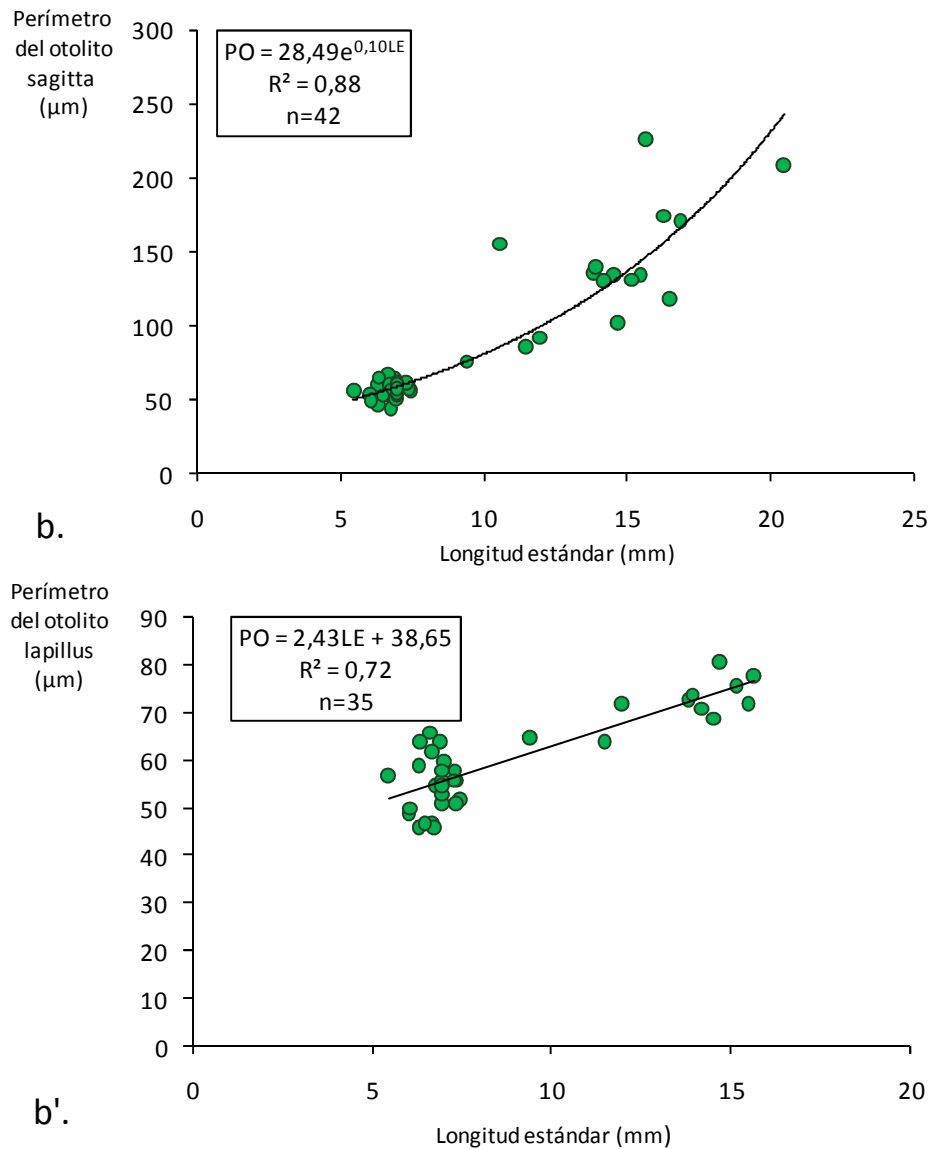 Perímetro
del otolito
sagitta
(µm)
PO = 28,49e^0,10LE
R² = 0,88
n=42
300
250
200
150
100
50
0
0 5 10 15 20 25
Longitud estándar (mm)
b.
Perímetro
del otolito
lapillus
(µm)
PO = 2,43LE + 38,65
R² = 0,72
n=35
90
80
70
60
50
40
30
20
10
0
0 5 10 15 20
Longitud estándar (mm)
b'.